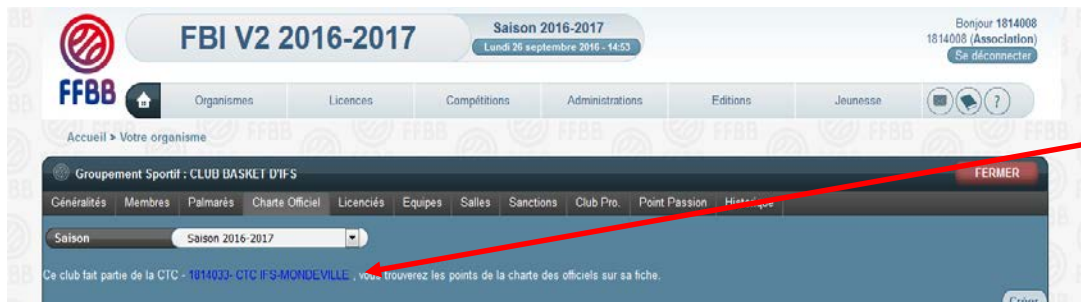 FBI V2 2016-2017
Saison 2016-2017
Lundi 26 septembre 2016 - 14:53
Bonjour 1814008
1814008 (Association)
Se déconnecter
FFBB
Organismes Licences Compétitions Administrations Editions Jeunesse ?
Accueil > Votre organisme
Groupement Sportif : CLUB BASKET D'IFS FERMER
Généralités Membres Palmarès Charte Officiel Licenciés Equipes Salles Sanctions Club Pro. Point Passion Historique
Saison Saison 2016-2017
Ce club fait partie de la CTC - 1814033- CTC IFS-MONDEVILLE , vous trouverez les points de la charte des officiels sur sa fiche.
Créer